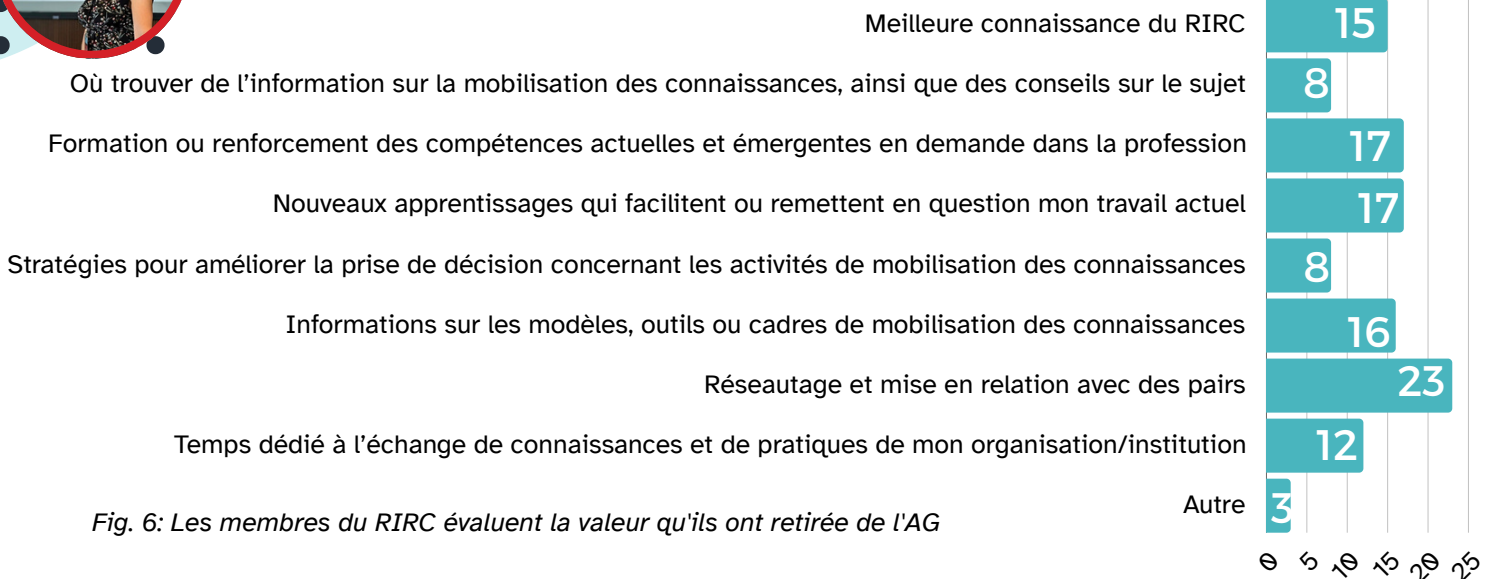 Meilleure connaissance du RIRC 15
Où trouver de l’information sur la mobilisation des connaissances, ainsi que des conseils sur le sujet 8
Formation ou renforcement des compétences actuelles et émergentes en demande dans la profession 17
Nouveaux apprentissages qui facilitent ou remettent en question mon travail actuel 17
Stratégies pour améliorer la prise de décision concernant les activités de mobilisation des connaissances 8
Informations sur les modèles, outils ou cadres de mobilisation des connaissances 16
Réseautage et mise en relation avec des pairs 23
Temps dédié à l’échange de connaissances et de pratiques de mon organisation/institution 12
Autre 3
Fig. 6: Les membres du RIRC évaluent la valeur qu'ils ont retirée de l'AG
0 5 10 15 20 25